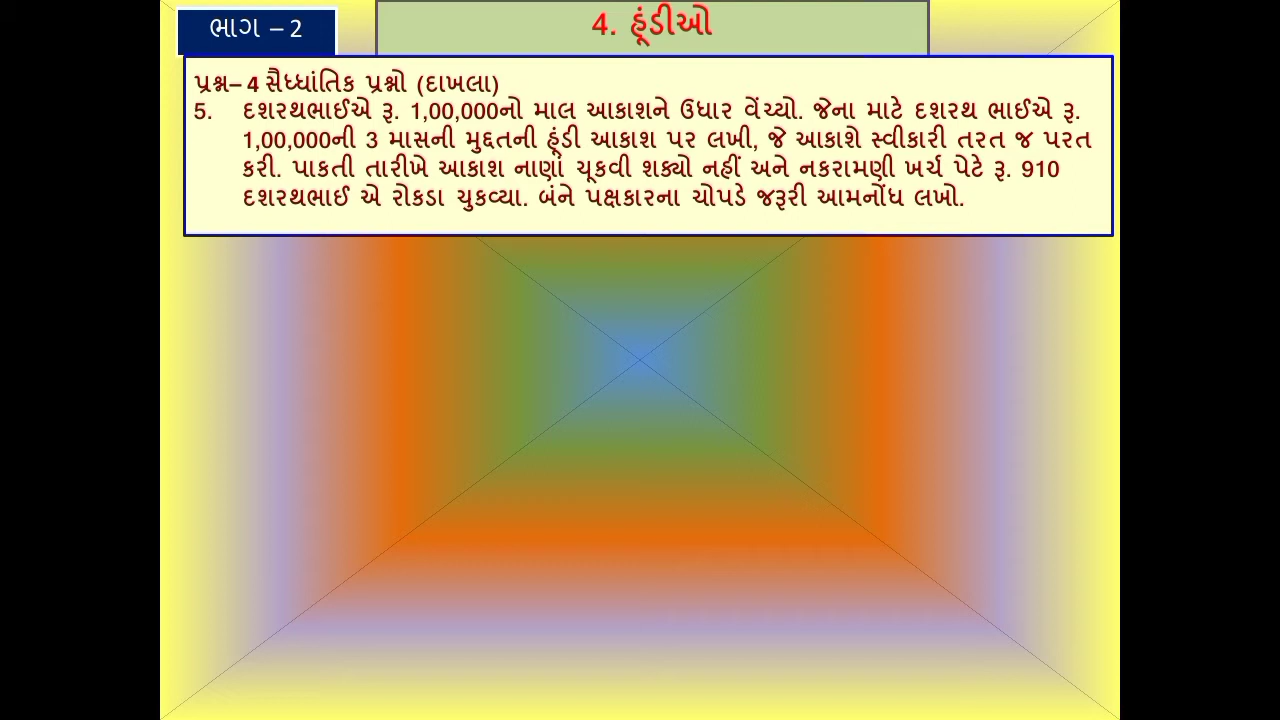 ભાગ – 2
4. હૂંડીઓ
પ્રશ્ન– 4 સૈધ્ધાંતિક પ્રશ્નો (દાખલા)
5. દશરથભાઈએ રૂ. 1,00,000નો માલ આકાશને ઉધાર વેંચ્યો. જેના માટે દશરથ ભાઈએ રૂ.
1,00,000ની 3 માસની મુદ્દતની હૂંડી આકાશ પર લખી, જે આકાશે સ્વીકારી તરત જ પરત
કરી. પાકતી તારીખે આકાશ નાણાં ચૂકવી શક્યો નહીં અને નકરામણી ખર્ચ પેટે રૂ. 910
દશરથભાઈ એ રોકડા ચુકવ્યા. બંને પક્ષકારના ચોપડે જરૂરી આમનોંધ લખો.